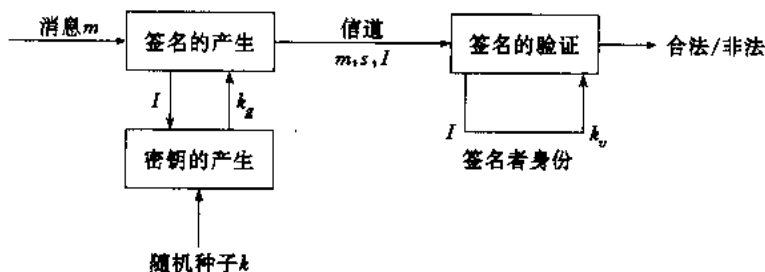 消息m
签名的产生
信道
m,s,I
签名的验证
合法/非法
I
k_g
I
k_v
密钥的产生
签名者身份
随机种子k